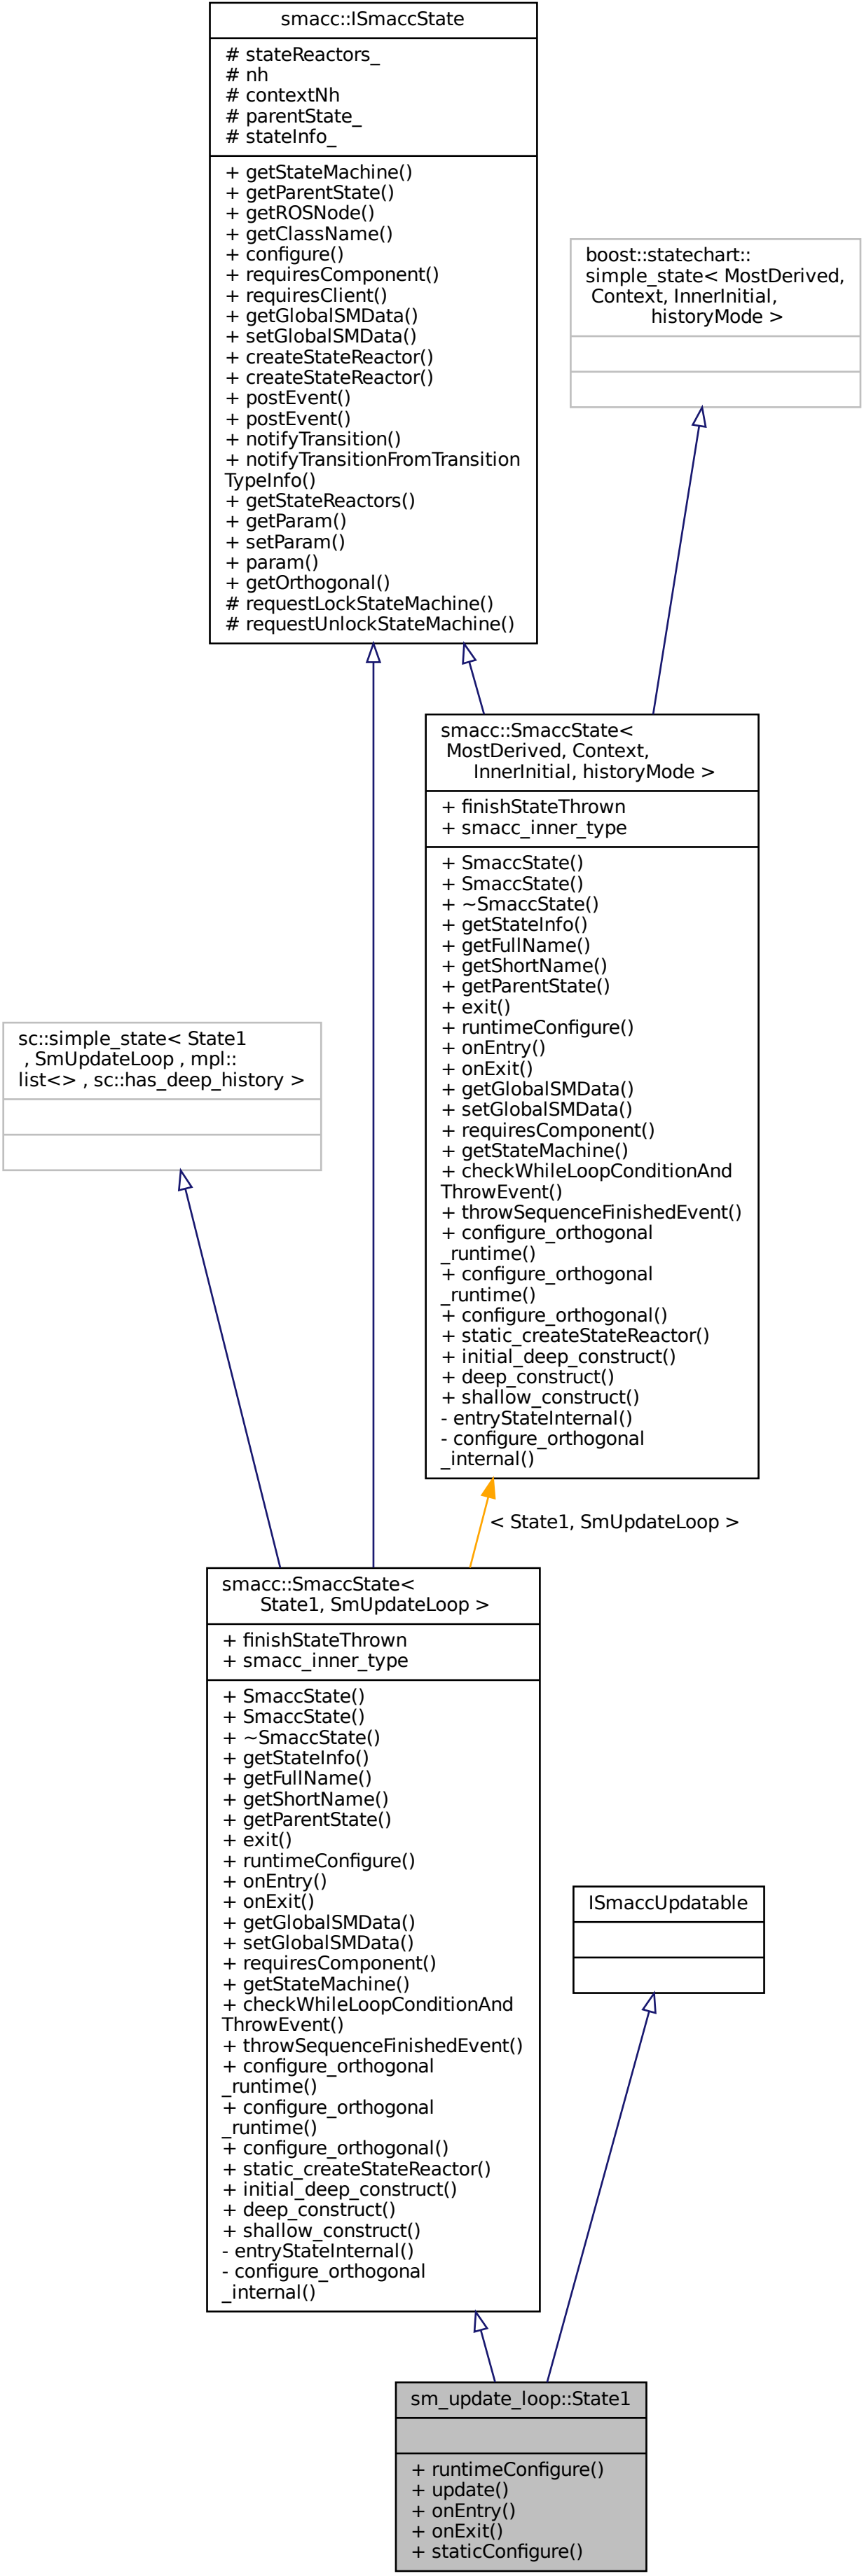 smacc::ISmaccState
# stateReactors_
# nh
# contextNh
# parentState_
# stateInfo_
+ getStateMachine()
+ getParentState()
+ getROSNode()
+ getClassName()
+ configure()
+ requiresComponent()
+ requiresClient()
+ getGlobalSMData()
+ setGlobalSMData()
+ createStateReactor()
+ createStateReactor()
+ postEvent()
+ postEvent()
+ notifyTransition()
+ notifyTransitionFromTransition
TypeInfo()
+ getStateReactors()
+ getParam()
+ setParam()
+ param()
+ getOrthogonal()
# requestLockStateMachine()
# requestUnlockStateMachine()
boost::statechart::
simple_state< MostDerived,
Context, InnerInitial,
historyMode >
smacc::SmaccState<
MostDerived, Context,
InnerInitial, historyMode >
+ finishStateThrown
+ smacc_inner_type
+ SmaccState()
+ SmaccState()
+ ~SmaccState()
+ getStateInfo()
+ getFullName()
+ getShortName()
+ getParentState()
+ exit()
+ runtimeConfigure()
+ onEntry()
+ onExit()
+ getGlobalSMData()
+ setGlobalSMData()
+ requiresComponent()
+ getStateMachine()
+ checkWhileLoopConditionAnd
ThrowEvent()
+ throwSequenceFinishedEvent()
+ configure_orthogonal
_runtime()
+ configure_orthogonal
_runtime()
+ configure_orthogonal()
+ static_createStateReactor()
+ initial_deep_construct()
+ deep_construct()
+ shallow_construct()
- entryStateInternal()
- configure_orthogonal
_internal()
sc::simple_state< State1
, SmUpdateLoop , mpl::
list<> , sc::has_deep_history >
< State1, SmUpdateLoop >
smacc::SmaccState<
State1, SmUpdateLoop >
+ finishStateThrown
+ smacc_inner_type
+ SmaccState()
+ SmaccState()
+ ~SmaccState()
+ getStateInfo()
+ getFullName()
+ getShortName()
+ getParentState()
+ exit()
+ runtimeConfigure()
+ onEntry()
+ onExit()
+ getGlobalSMData()
+ setGlobalSMData()
+ requiresComponent()
+ getStateMachine()
+ checkWhileLoopConditionAnd
ThrowEvent()
+ throwSequenceFinishedEvent()
+ configure_orthogonal
_runtime()
+ configure_orthogonal
_runtime()
+ configure_orthogonal()
+ static_createStateReactor()
+ initial_deep_construct()
+ deep_construct()
+ shallow_construct()
- entryStateInternal()
- configure_orthogonal
_internal()
ISmaccUpdatable
sm_update_loop::State1
+ runtimeConfigure()
+ update()
+ onEntry()
+ onExit()
+ staticConfigure()